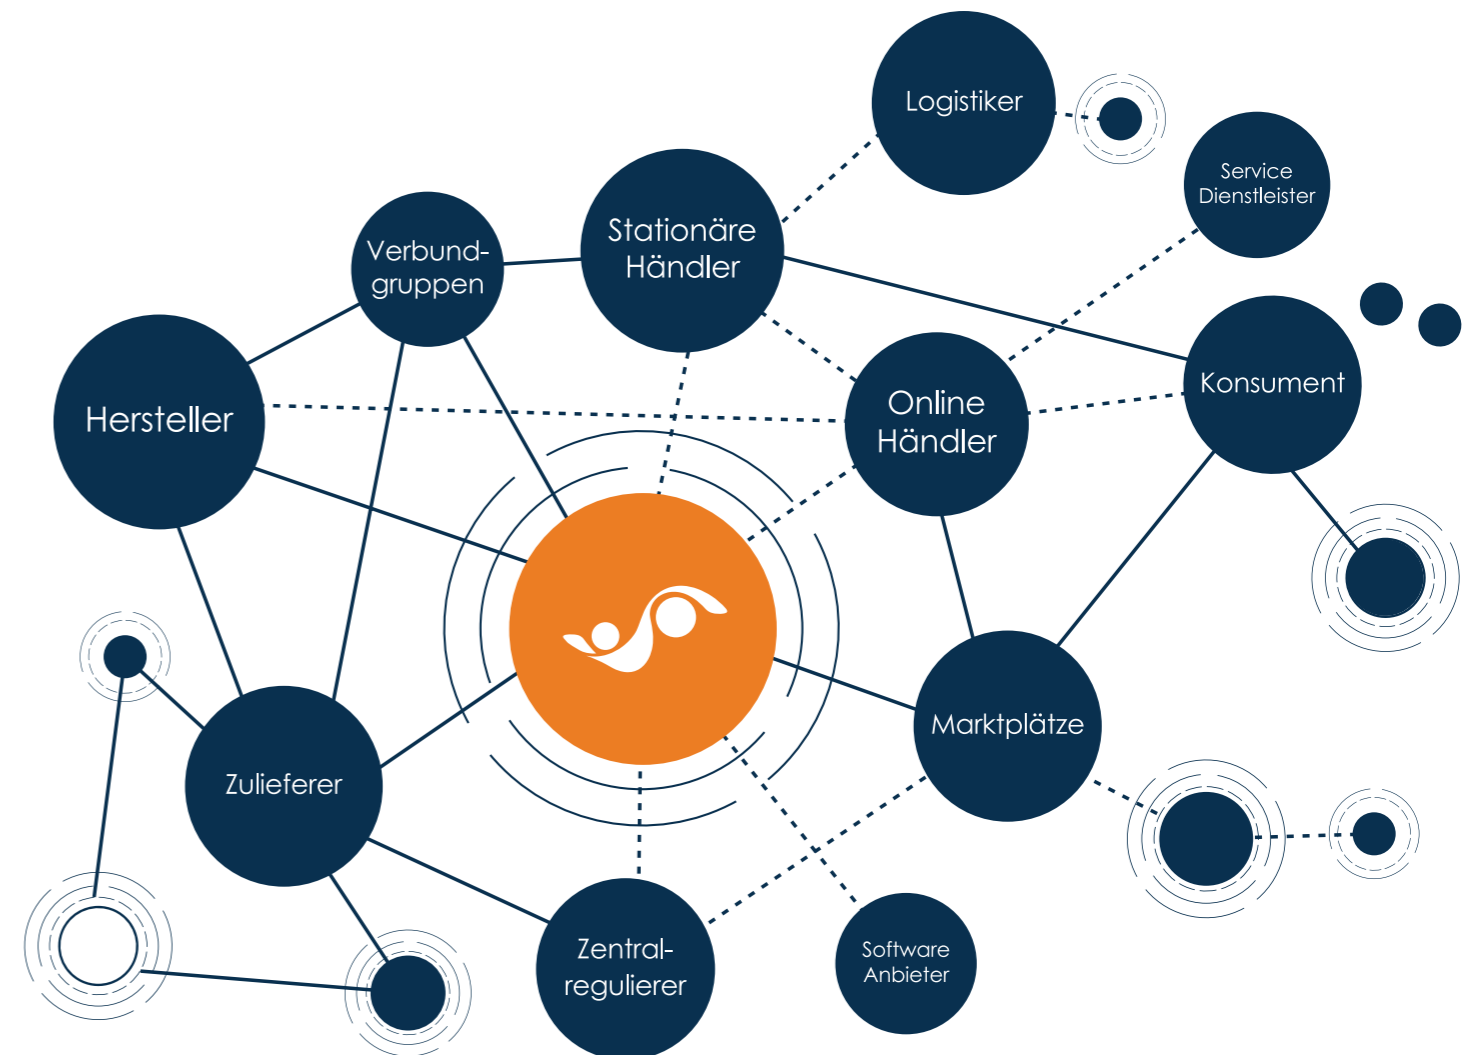 Logistiker
Service
Dienstleister
Stationäre
Händler
Verbund-
gruppen
Konsument
Hersteller
Online
Händler
Marktplätze
Zulieferer
Zentral-
regulierer
Software
Anbieter